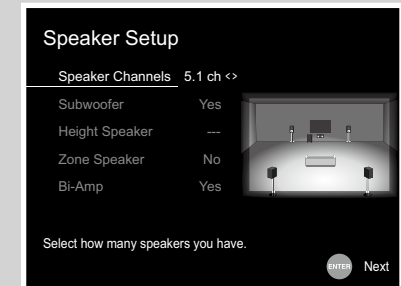 Speaker Setup
Speaker Channels 5.1 ch <>
Subwoofer Yes
Height Speaker ---
Zone Speaker No
Bi-Amp Yes
Select how many speakers you have.
ENTER Next